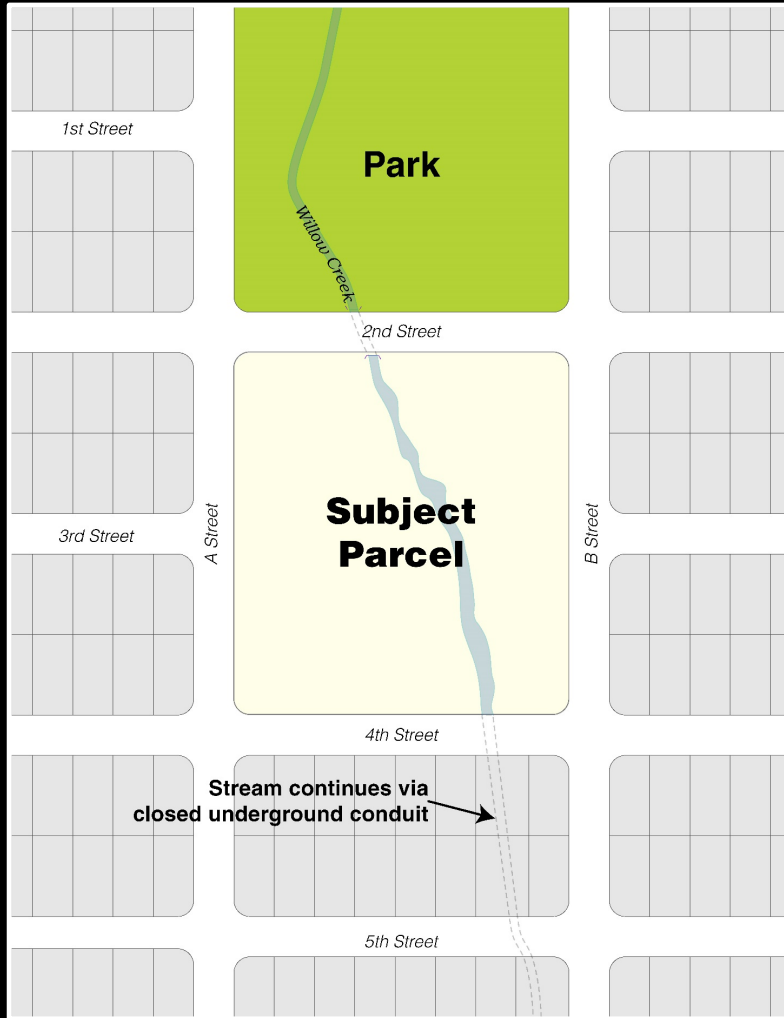 1st Street
Park
Willow Creek
2nd Street
Subject
Parcel
A Street
B Street
3rd Street
4th Street
Stream continues via
closed underground conduit
5th Street